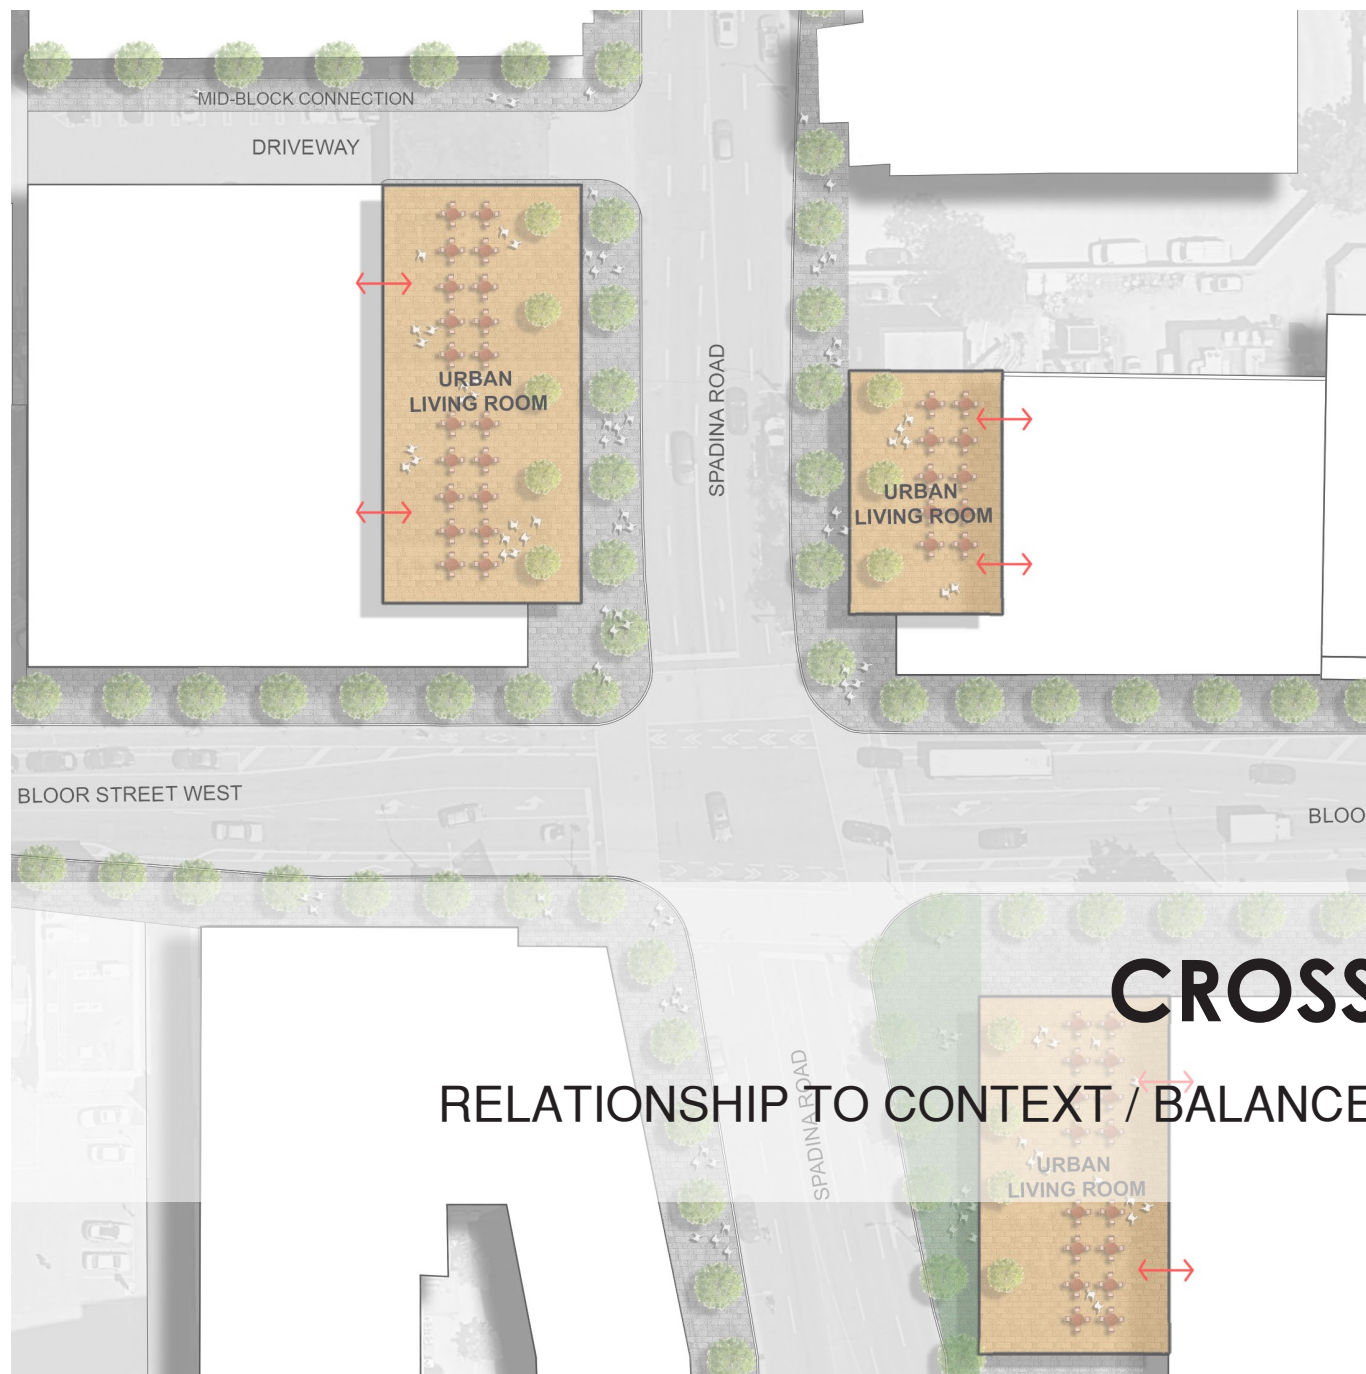 MID-BLOCK CONNECTION
DRIVEWAY
URBAN
LIVING ROOM
SPADINA ROAD
URBAN
LIVING ROOM
BLOOR STREET WEST
BLOO
CROSS
RELATIONSHIP TO CONTEXT / BALANCE
SPADINA ROAD
URBAN
LIVING ROOM